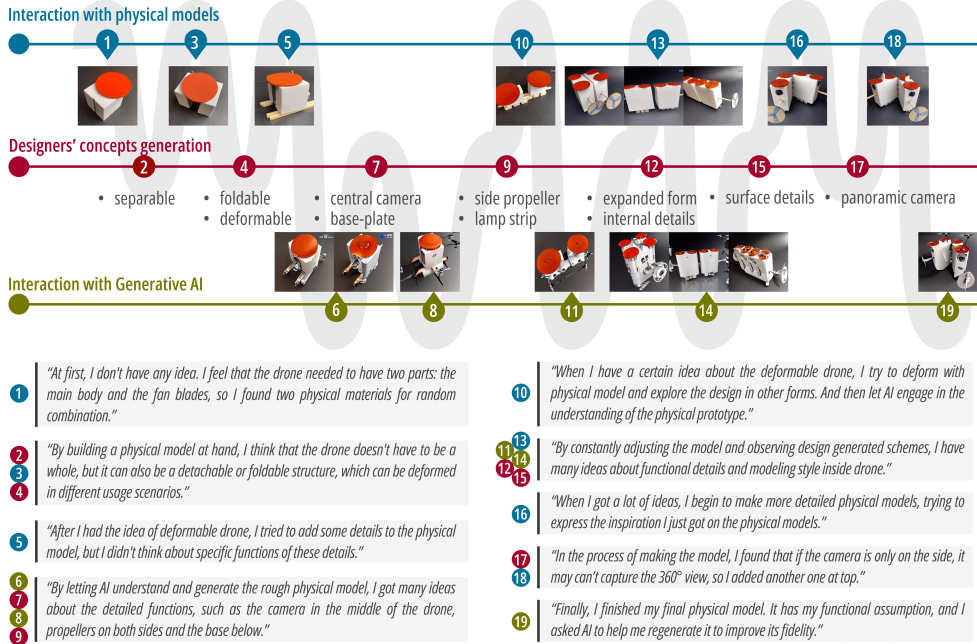 Interaction with physical models
1 3 5 10 13 16 18
Designers’ concepts generation
2 4 7 9 12 15 17
• separable
• foldable
• deformable
• central camera
• base-plate
• side propeller
• lamp strip
• expanded form
• internal details
• surface details
• panoramic camera
Interaction with Generative AI
6 8 11 14 19
1
“At first, I don't have any idea. I feel that the drone needed to have two parts: the
main body and the fan blades, so I found two physical materials for random
combination.”
2
3
4
“By building a physical model at hand, I think that the drone doesn't have to be a
whole, but it can also be a detachable or foldable structure, which can be deformed
in different usage scenarios.”
5
“After I had the idea of deformable drone, I tried to add some details to the physical
model, but I didn't think about specific functions of these details.”
6
7
8
9
“By letting AI understand and generate the rough physical model, I got many ideas
about the detailed functions, such as the camera in the middle of the drone,
propellers on both sides and the base below.”
10
“When I have a certain idea about the deformable drone, I try to deform with
physical model and explore the design in other forms. And then let AI engage in the
understanding of the physical prototype.”
13
11
14
12
15
“By constantly adjusting the model and observing design generated schemes, I have
many ideas about functional details and modeling style inside drone.”
16
“When I got a lot of ideas, I begin to make more detailed physical models, trying to
express the inspiration I just got on the physical models.”
17
18
“In the process of making the model, I found that if the camera is only on the side, it
may can’t capture the 360° view, so I added another one at top.”
19
“Finally, I finished my final physical model. It has my functional assumption, and I
asked AI to help me regenerate it to improve its fidelity.”